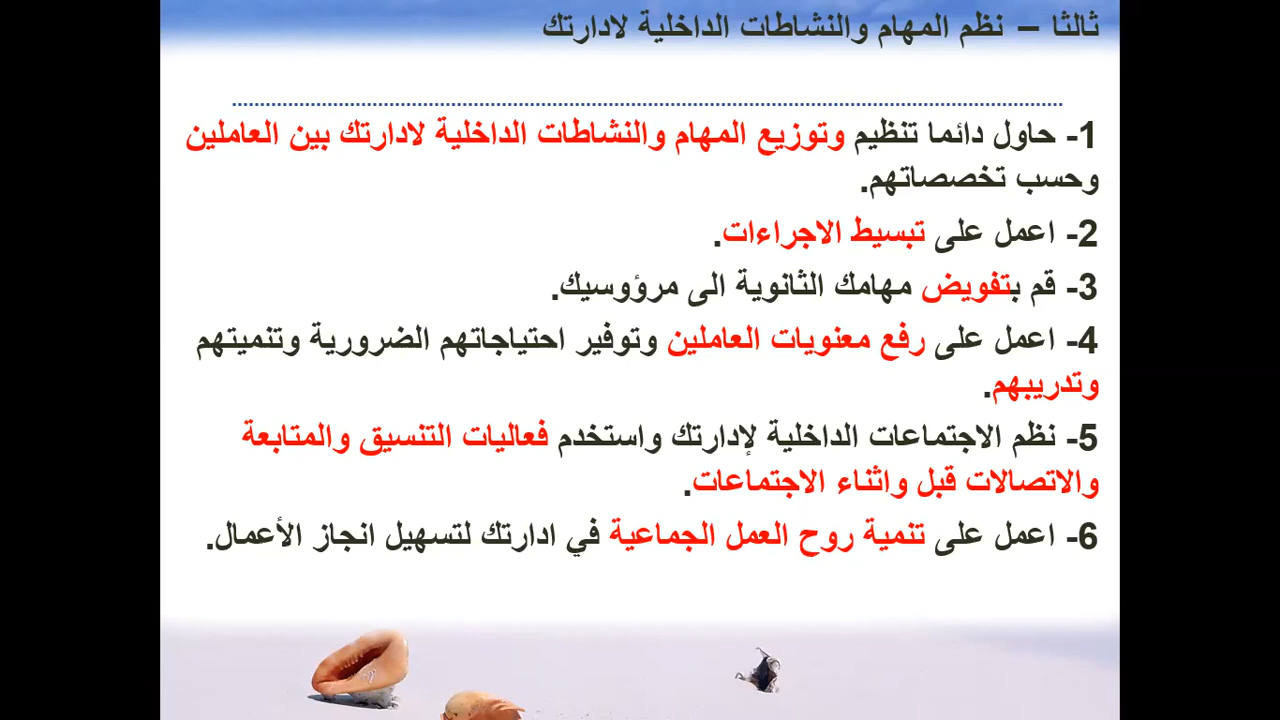 ثالثا – نظم المهام والنشاطات الداخلية لادارتك
1- حاول دائما تنظيم وتوزيع المهام والنشاطات الداخلية لادارتك بين العاملين
وحسب تخصصاتهم.
2- اعمل على تبسيط الاجراءات.
3- قم بتفويض مهامك الثانوية الى مرؤوسيك.
4- اعمل على رفع معنويات العاملين وتوفير احتياجاتهم الضرورية وتنميتهم
وتدريبهم.
5- نظم الاجتماعات الداخلية لإدارتك واستخدم فعاليات التنسيق والمتابعة
والاتصالات قبل واثناء الاجتماعات.
6- اعمل على تنمية روح العمل الجماعية في ادارتك لتسهيل انجاز الأعمال.